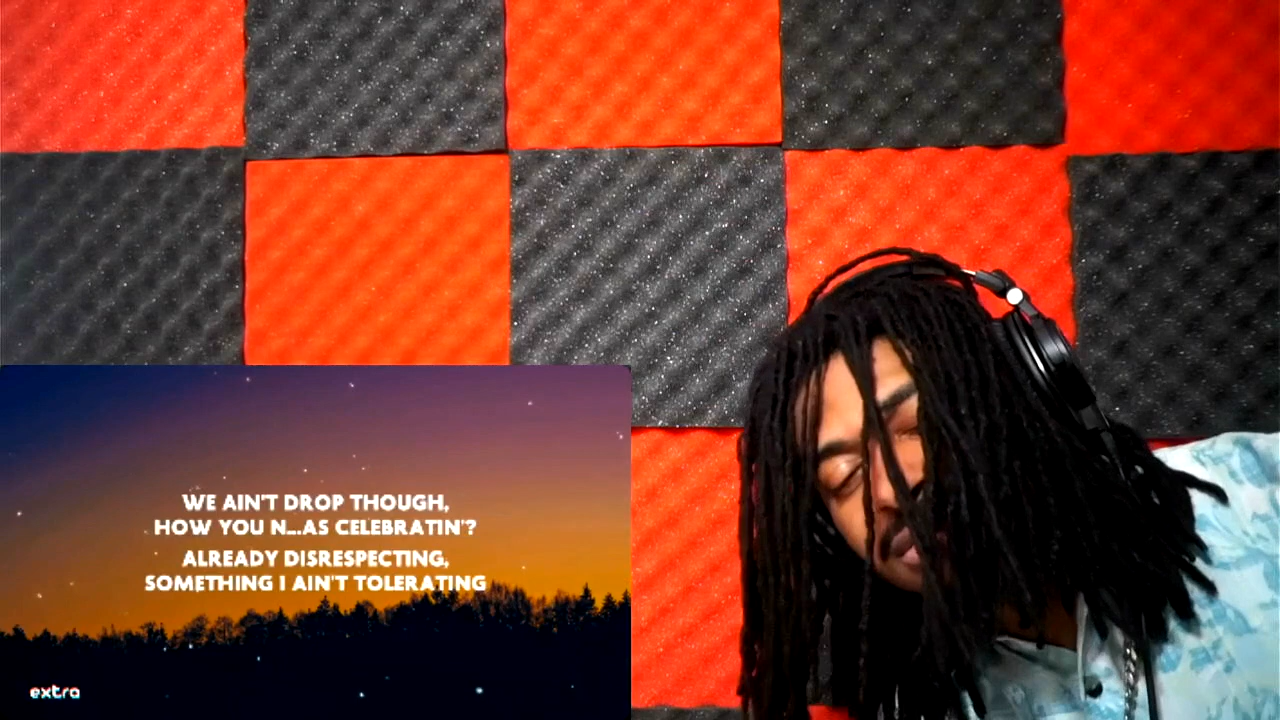 WE AIN'T DROP THOUGH,
HOW YOU N...AS CELEBRATIN'?
ALREADY DISRESPECTING,
SOMETHING I AIN'T TOLERATING
extra